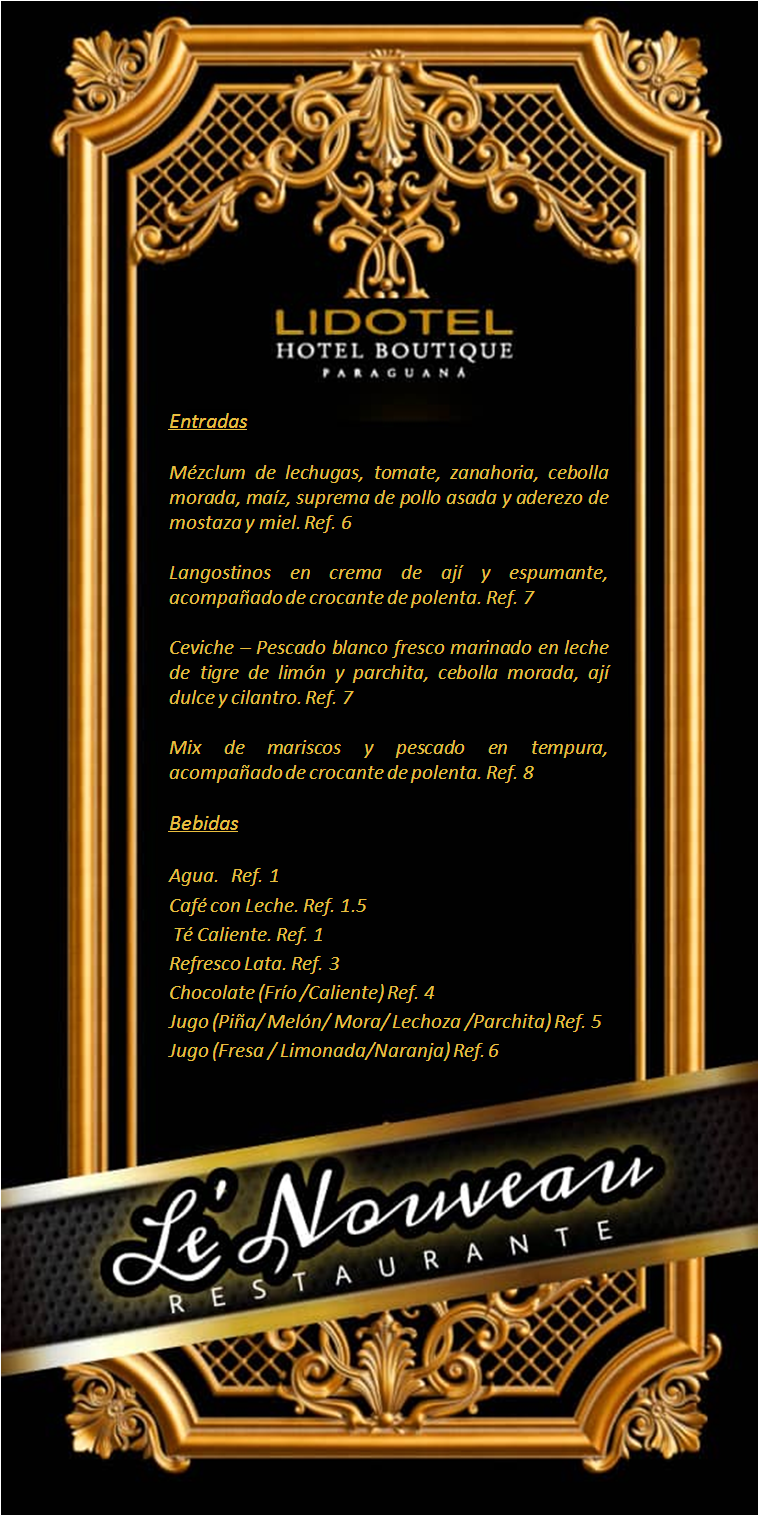 LIDOTEL
HOTEL BOUTIQUE
PARAGUANÁ
Entradas
Mézclum de lechugas, tomate, zanahoria, cebolla
morada, maíz, suprema de pollo asada y aderezo de
mostaza y miel. Ref. 6
Langostinos en crema de ají y espumante,
acompañado de crocante de polenta. Ref. 7
Ceviche – Pescado blanco fresco marinado en leche
de tigre de limón y parchita, cebolla morada, ají
dulce y cilantro. Ref. 7
Mix de mariscos y pescado en tempura,
acompañado de crocante de polenta. Ref. 8
Bebidas
Agua. Ref. 1
Café con Leche. Ref. 1.5
Té Caliente. Ref. 1
Refresco Lata. Ref. 3
Chocolate (Frío /Caliente) Ref. 4
Jugo (Piña/ Melón/ Mora/ Lechoza /Parchita) Ref. 5
Jugo (Fresa / Limonada/Naranja) Ref. 6
Le' Nouveau
RESTAURANTE